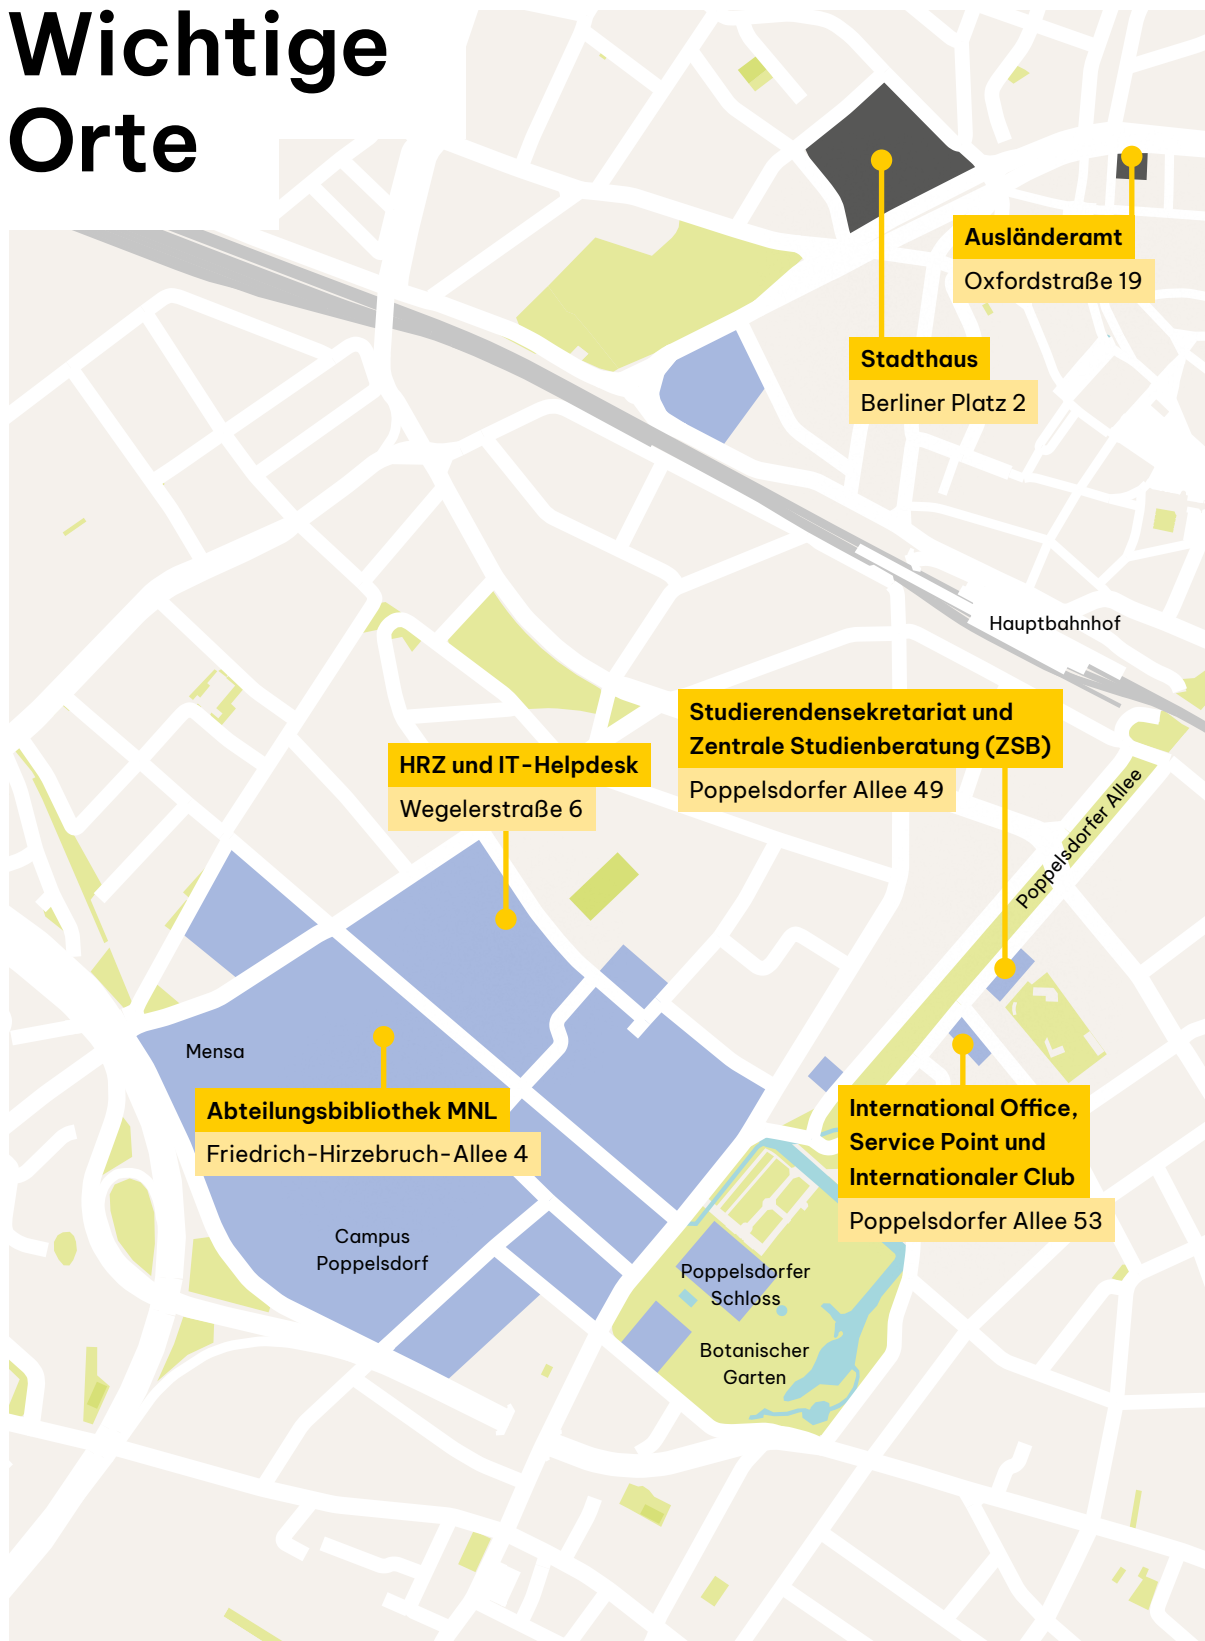 Wichtige
Orte
Ausländeramt
Oxfordstraße 19
Stadthaus
Berliner Platz 2
Hauptbahnhof
Studierendensekretariat und
Zentrale Studienberatung (ZSB)
Poppelsdorfer Allee 49
HRZ und IT-Helpdesk
Wegelerstraße 6
Poppelsdorfer Allee
Mensa
Abteilungsbibliothek MNL
Friedrich-Hirzebruch-Allee 4
International Office,
Service Point und
Internationaler Club
Poppelsdorfer Allee 53
Campus
Poppelsdorf
Poppelsdorfer
Schloss
Botanischer
Garten